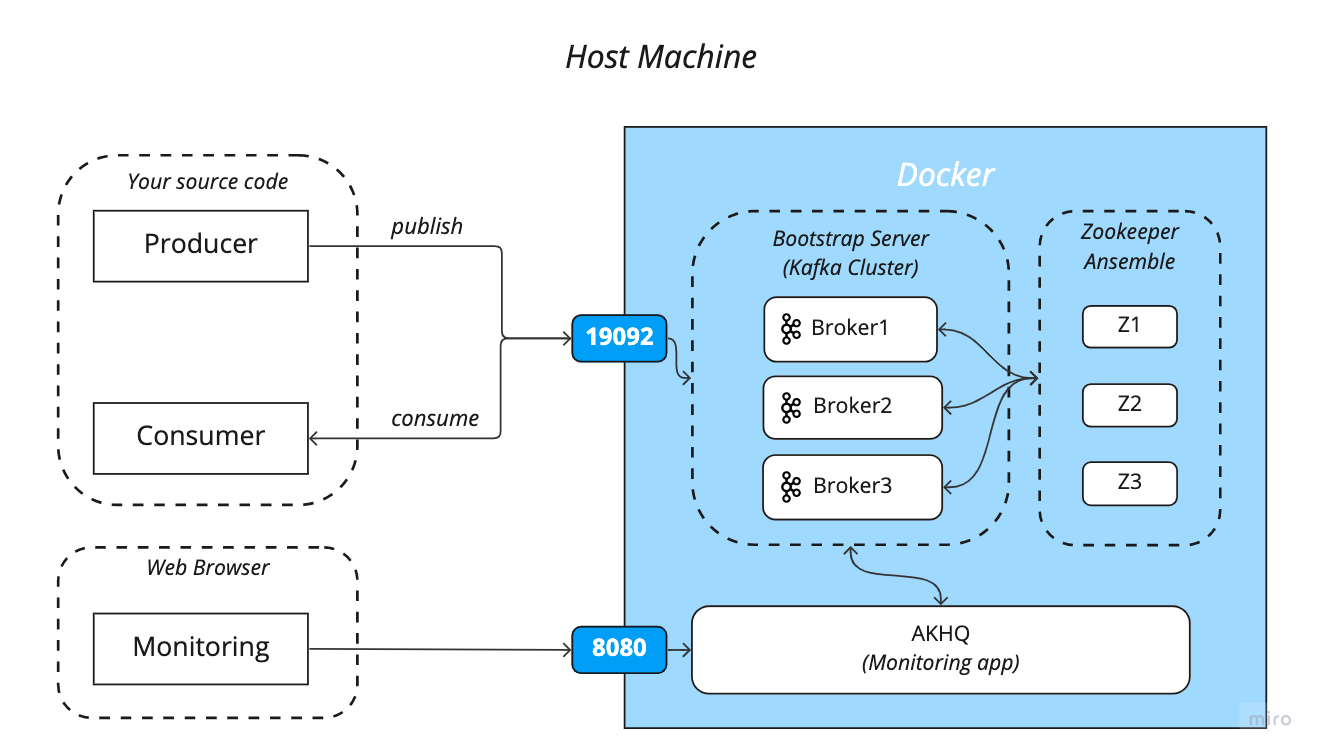 Host Machine
Docker
Your source code
Producer
publish
Consumer
consume
19092
Bootstrap Server
(Kafka Cluster)
Broker1
Broker2
Broker3
Zookeeper
Ansemble
Z1
Z2
Z3
Web Browser
Monitoring
8080
AKHQ
(Monitoring app)
miro